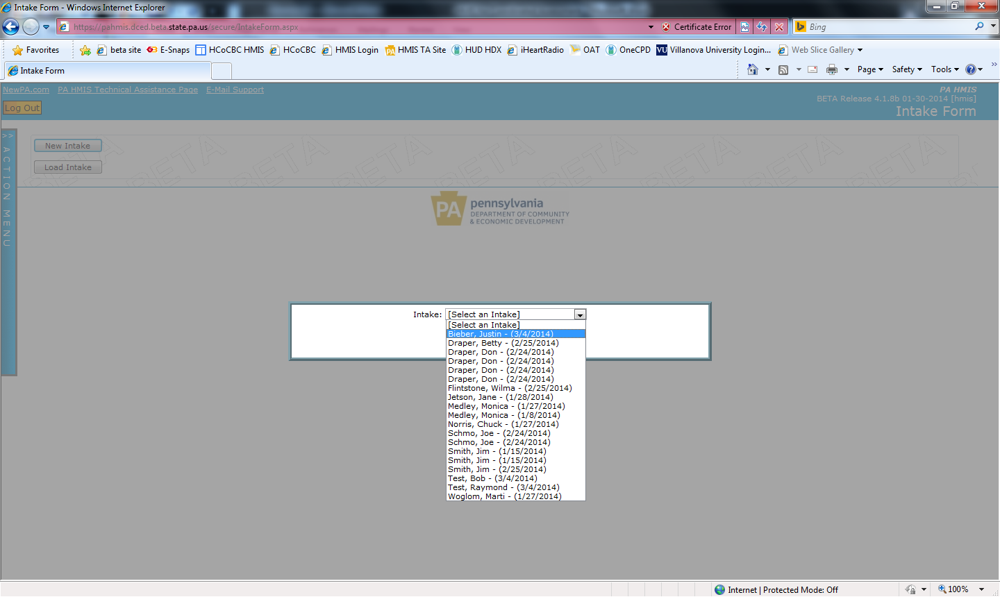 Intake Form - Windows Internet Explorer
https://pahmis.dced.beta.state.pa.us/secure/IntakeForm.aspx
Certificate Error
Bing
Favorites
beta site
E-Snaps
HCoCBC HMIS
HCoCBC
HMIS Login
HMIS TA Site
HUD HDX
iHeartRadio
OAT
OneCPD
VU Villanova University Login...
Web Slice Gallery
Intake Form
Page
Safety
Tools
NewPA.com
PA HMIS Technical Assistance Page
E-Mail Support
PA HMIS
BETA Release 4.1.8b 01-30-2014 [hmis]
Log Out
Intake Form
>> ACTION MENU
New Intake
Load Intake
BETA BETA BETA BETA BETA BETA BETA BETA
PA pennsylvania
DEPARTMENT OF COMMUNITY
& ECONOMIC DEVELOPMENT
Intake: [Select an Intake]
[Select an Intake]
Bieber, Justin - (3/4/2014)
Draper, Betty - (2/25/2014)
Draper, Don - (2/24/2014)
Draper, Don - (2/24/2014)
Draper, Don - (2/24/2014)
Draper, Don - (2/24/2014)
Flintstone, Wilma - (2/25/2014)
Jetson, Jane - (1/28/2014)
Medley, Monica - (1/27/2014)
Medley, Monica - (1/8/2014)
Norris, Chuck - (1/27/2014)
Schmo, Joe - (2/24/2014)
Schmo, Joe - (2/24/2014)
Smith, Jim - (1/15/2014)
Smith, Jim - (1/15/2014)
Smith, Jim - (2/25/2014)
Test, Bob - (3/4/2014)
Test, Raymond - (3/4/2014)
Woglom, Marti - (1/27/2014)
Internet | Protected Mode: Off
100%